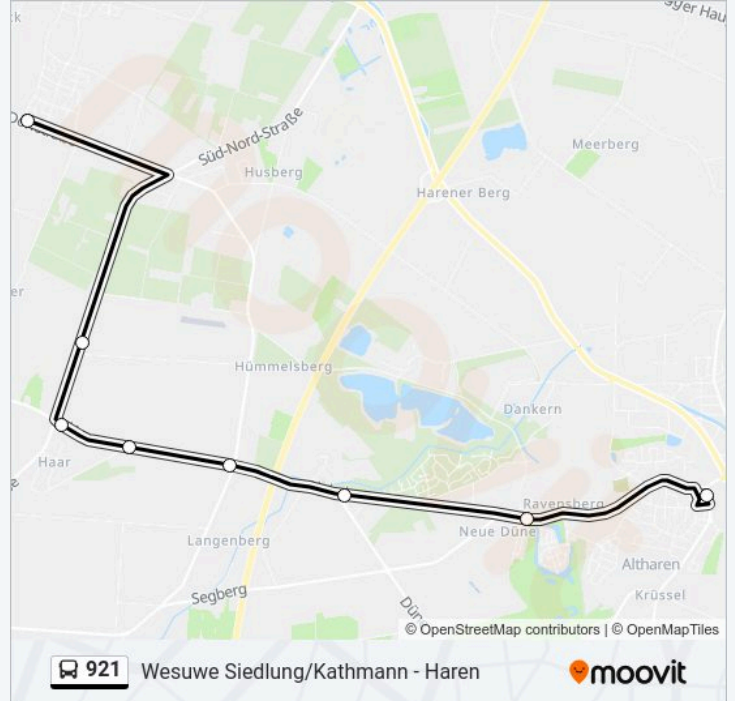 Süd-Nord-Straße
Husberg
Meerberg
Harener Berg
Hümmelsberg
Dankern
Haar
Ravensberg
Neue Düne
Langenberg
Altharen
Segberg
Krüssel
© OpenStreetMap contributors | © OpenMapTiles
921 Wesuwe Siedlung/Kathmann - Haren
moovit